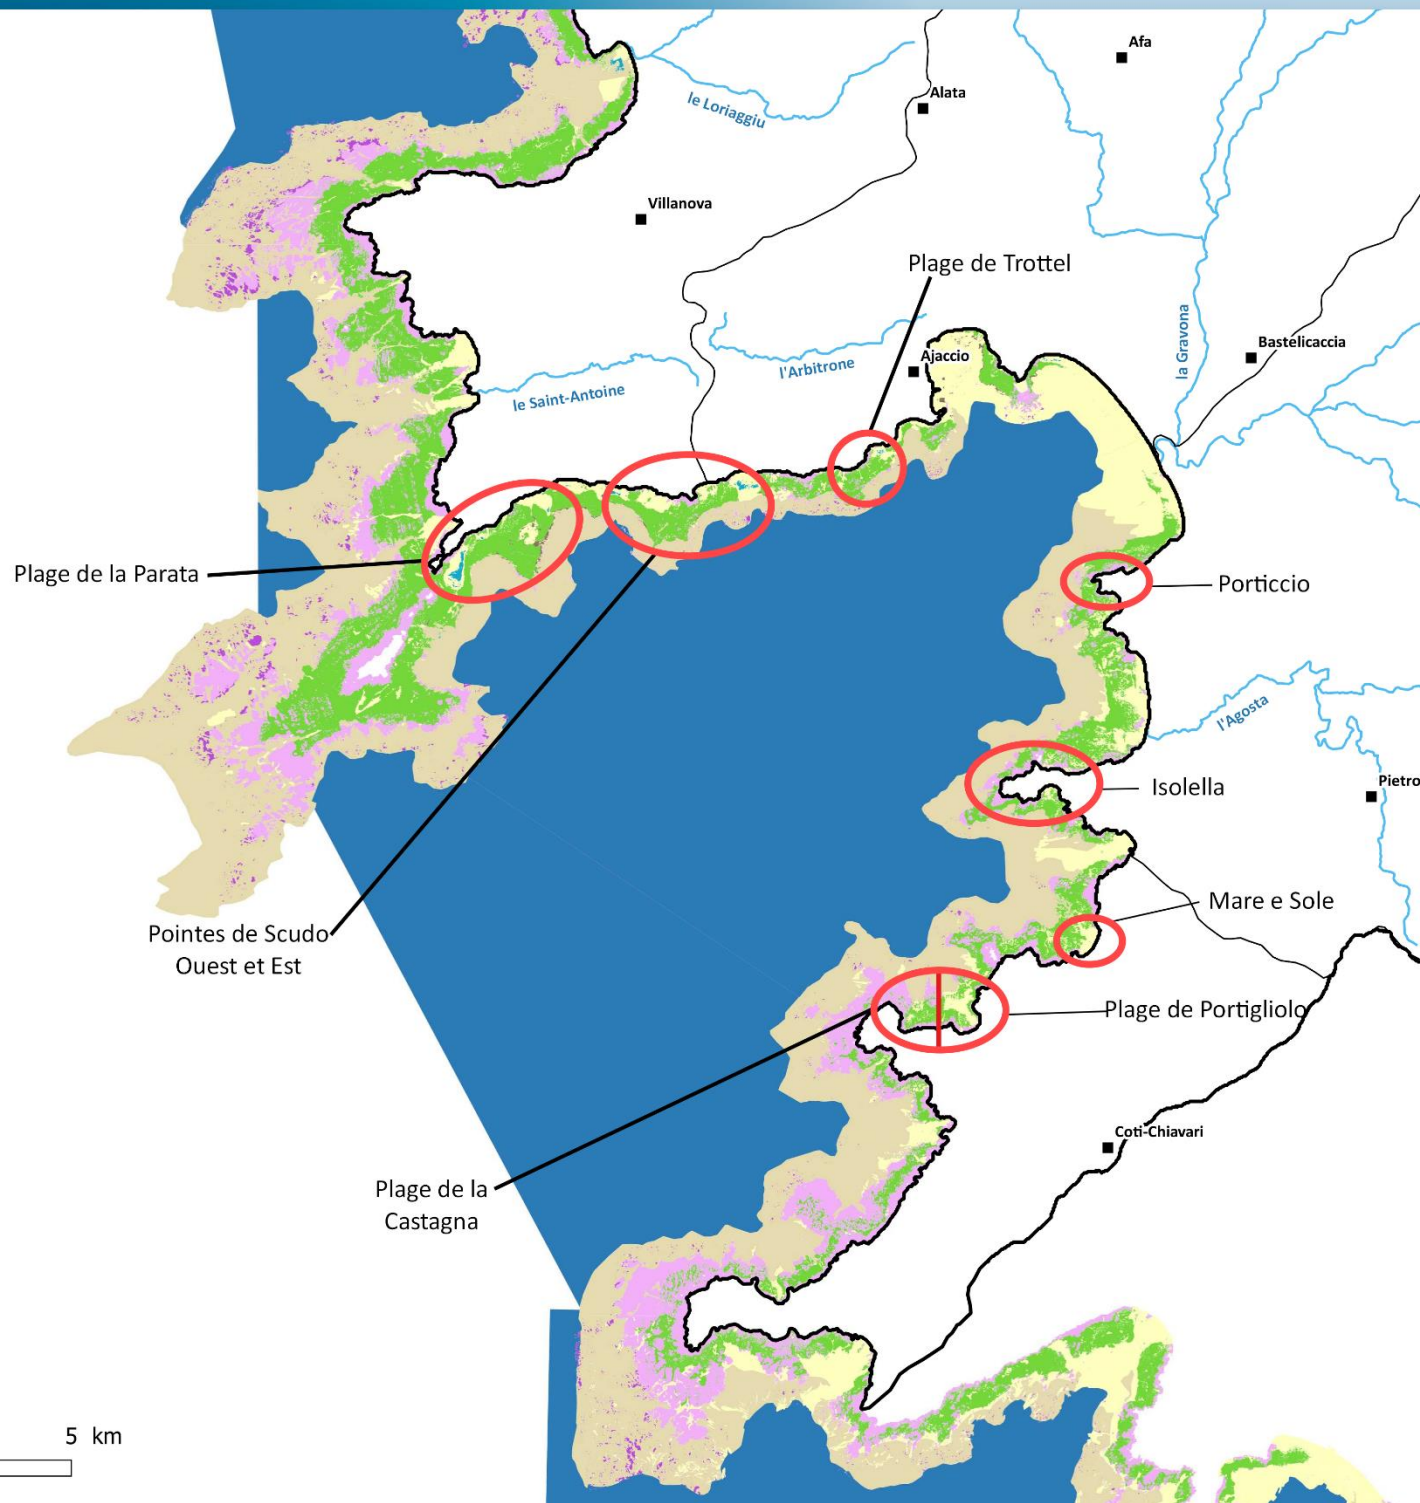 Afa
Alata
le Loriaggiu
Villanova
Plage de Trottel
la Gravona
Bastelicaccia
Ajaccio
l'Arbitrone
le Saint-Antoine
Plage de la Parata
Porticcio
l'Agosta
Pietro
Isolella
Mare e Sole
Pointes de Scudo
Ouest et Est
Plage de Portigliolo
Coti-Chiavari
Plage de la
Castagna
5 km